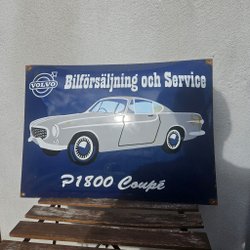 VOLVO
Bilförsäljning och Service
P1800 Coupé